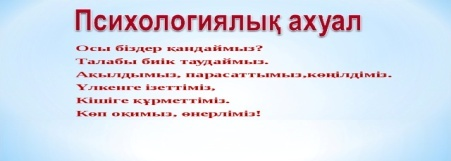 Психологиялық ахуал
Осы біздер қандаймыз?
Талабы биік таудаймыз.
Ақылдымыз, парасаттымыз,көңілдіміз.
Үлкенге ізеттіміз,
Кішіге құрметтіміз.
Көп оқимыз, өнерліміз!